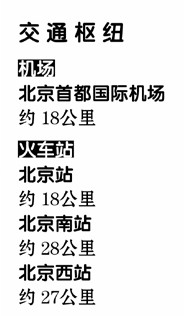 交通枢纽
机场
北京首都国际机场
约 18公里
火车站
北京站
约 18公里
北京南站
约 28公里
北京西站
约 27公里